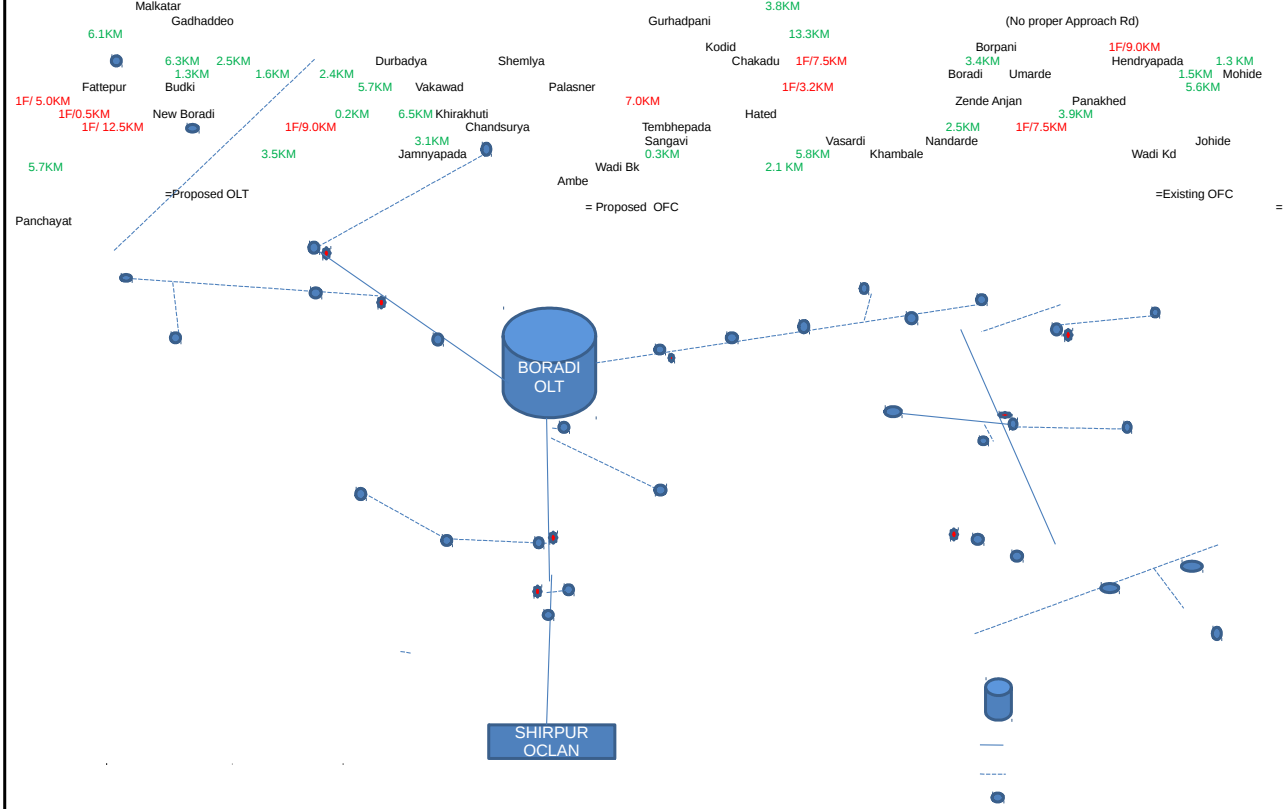 Malkatar 3.8KM
Gadhaddeo Gurhadpani (No proper Approach Rd)
6.1KM 13.3KM
Kodid Borpani 1F/9.0KM
6.3KM 2.5KM Durbadya Shemlya Chakadu 1F/7.5KM 3.4KM Hendryapada 1.3 KM
1.3KM 1.6KM 2.4KM Boradi Umarde 1.5KM Mohide
Fattepur Budki 5.7KM Vakawad Palasner 1F/3.2KM 5.6KM
1F/ 5.0KM 7.0KM Zende Anjan Panakhed
1F/0.5KM New Boradi 0.2KM 6.5KM Khirakhuti Hated 3.9KM
1F/ 12.5KM 1F/9.0KM Chandsurya Tembhepada 2.5KM 1F/7.5KM
3.1KM Sangavi Vasardi Nandarde Johide
3.5KM Jamnyapada 0.3KM 5.8KM Khambale Wadi Kd
5.7KM Wadi Bk 2.1 KM
Ambe
=Proposed OLT =Existing OFC
= Proposed OFC =
Panchayat
BORADI
OLT
SHIRPUR
OCLAN